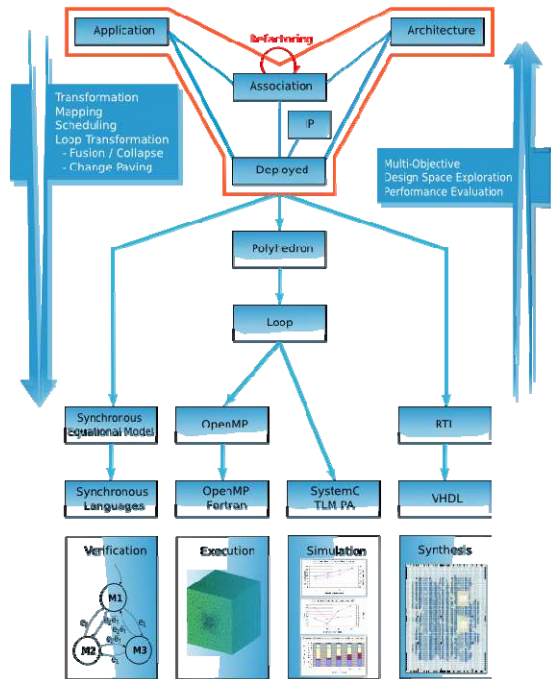 Application
Refactoring
Architecture
Association
IP
Deployed
Transformation
Mapping
Scheduling
Loop Transformation
- Fusion / Collapse
- Change Paving
Multi-Objective
Design Space Exploration
Performance Evaluation
Polyhedron
Loop
Synchronous
Equational Model
OpenMP
RTL
Synchronous
Languages
OpenMP
Fortran
SystemC
TLM PA
VHDL
Verification
Execution
Simulation
Synthesis
M1
M2
M3